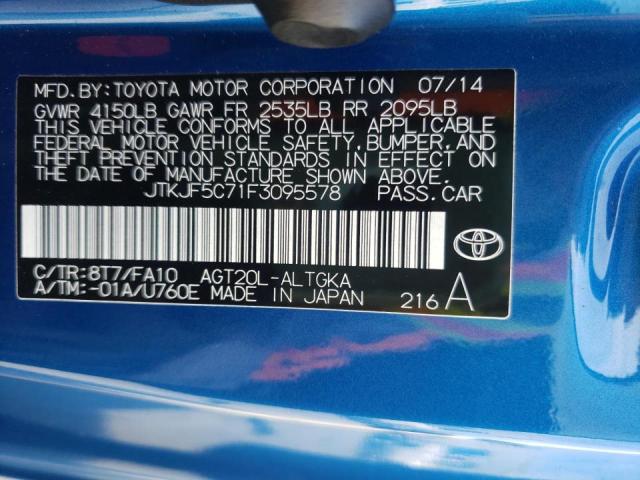 MFD.BY:TOYOTA MOTOR CORPORATION 07/14
GVWR 4150LB GAWR FR 2535LB RR 2095LB
THIS VEHICLE CONFORMS TO ALL APPLICABLE
FEDERAL MOTOR VEHICLE SAFETY,BUMPER,AND
THEFT PREVENTION STANDARDS IN EFFECT ON
THE DATE OF MANUFACTURE SHOWN ABOVE.
JTKJF5C71F3095578 PASS.CAR
C/TR:8T7/FA10 AGT20L-ALTGKA
A/TM:-01A/U760E MADE IN JAPAN 216 A